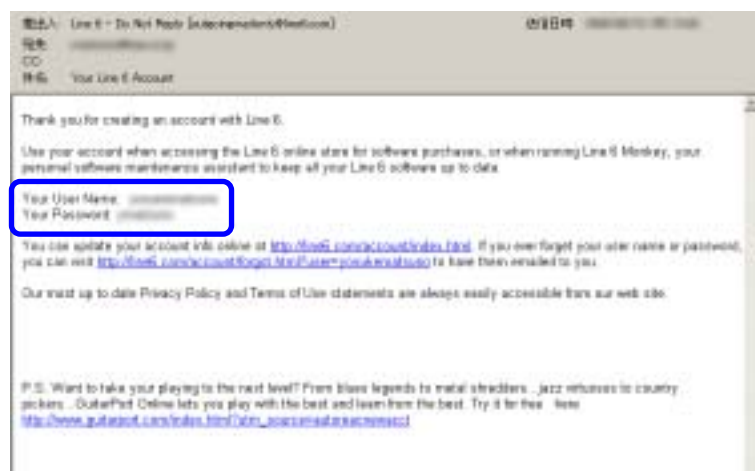 差出人: Line 6 - Do Not Reply
送信日時:
宛先:
CC:
件名: Your Line 6 Account
Thank you for creating an account with Line 6.
Use your account when accessing the Line 6 online store for software purchases, or when running Line 6 Monkey, your
personal software maintenance assistant to keep all your Line 6 software up to date.
Your User Name:
Your Password:
You can update your account info online at http://line6.com/account/index.html. If you ever forget your user name or password,
you can visit to have them emailed to you.
Our most up to date Privacy Policy and Terms of Use statements are always easily accessible from our web site.
P.S. Want to take your playing to the next level? From blues legends to metal shredders...jazz virtuosos to country
pickers... GuitarPort Online lets you play with the best and learn from the best. Try it for free here: